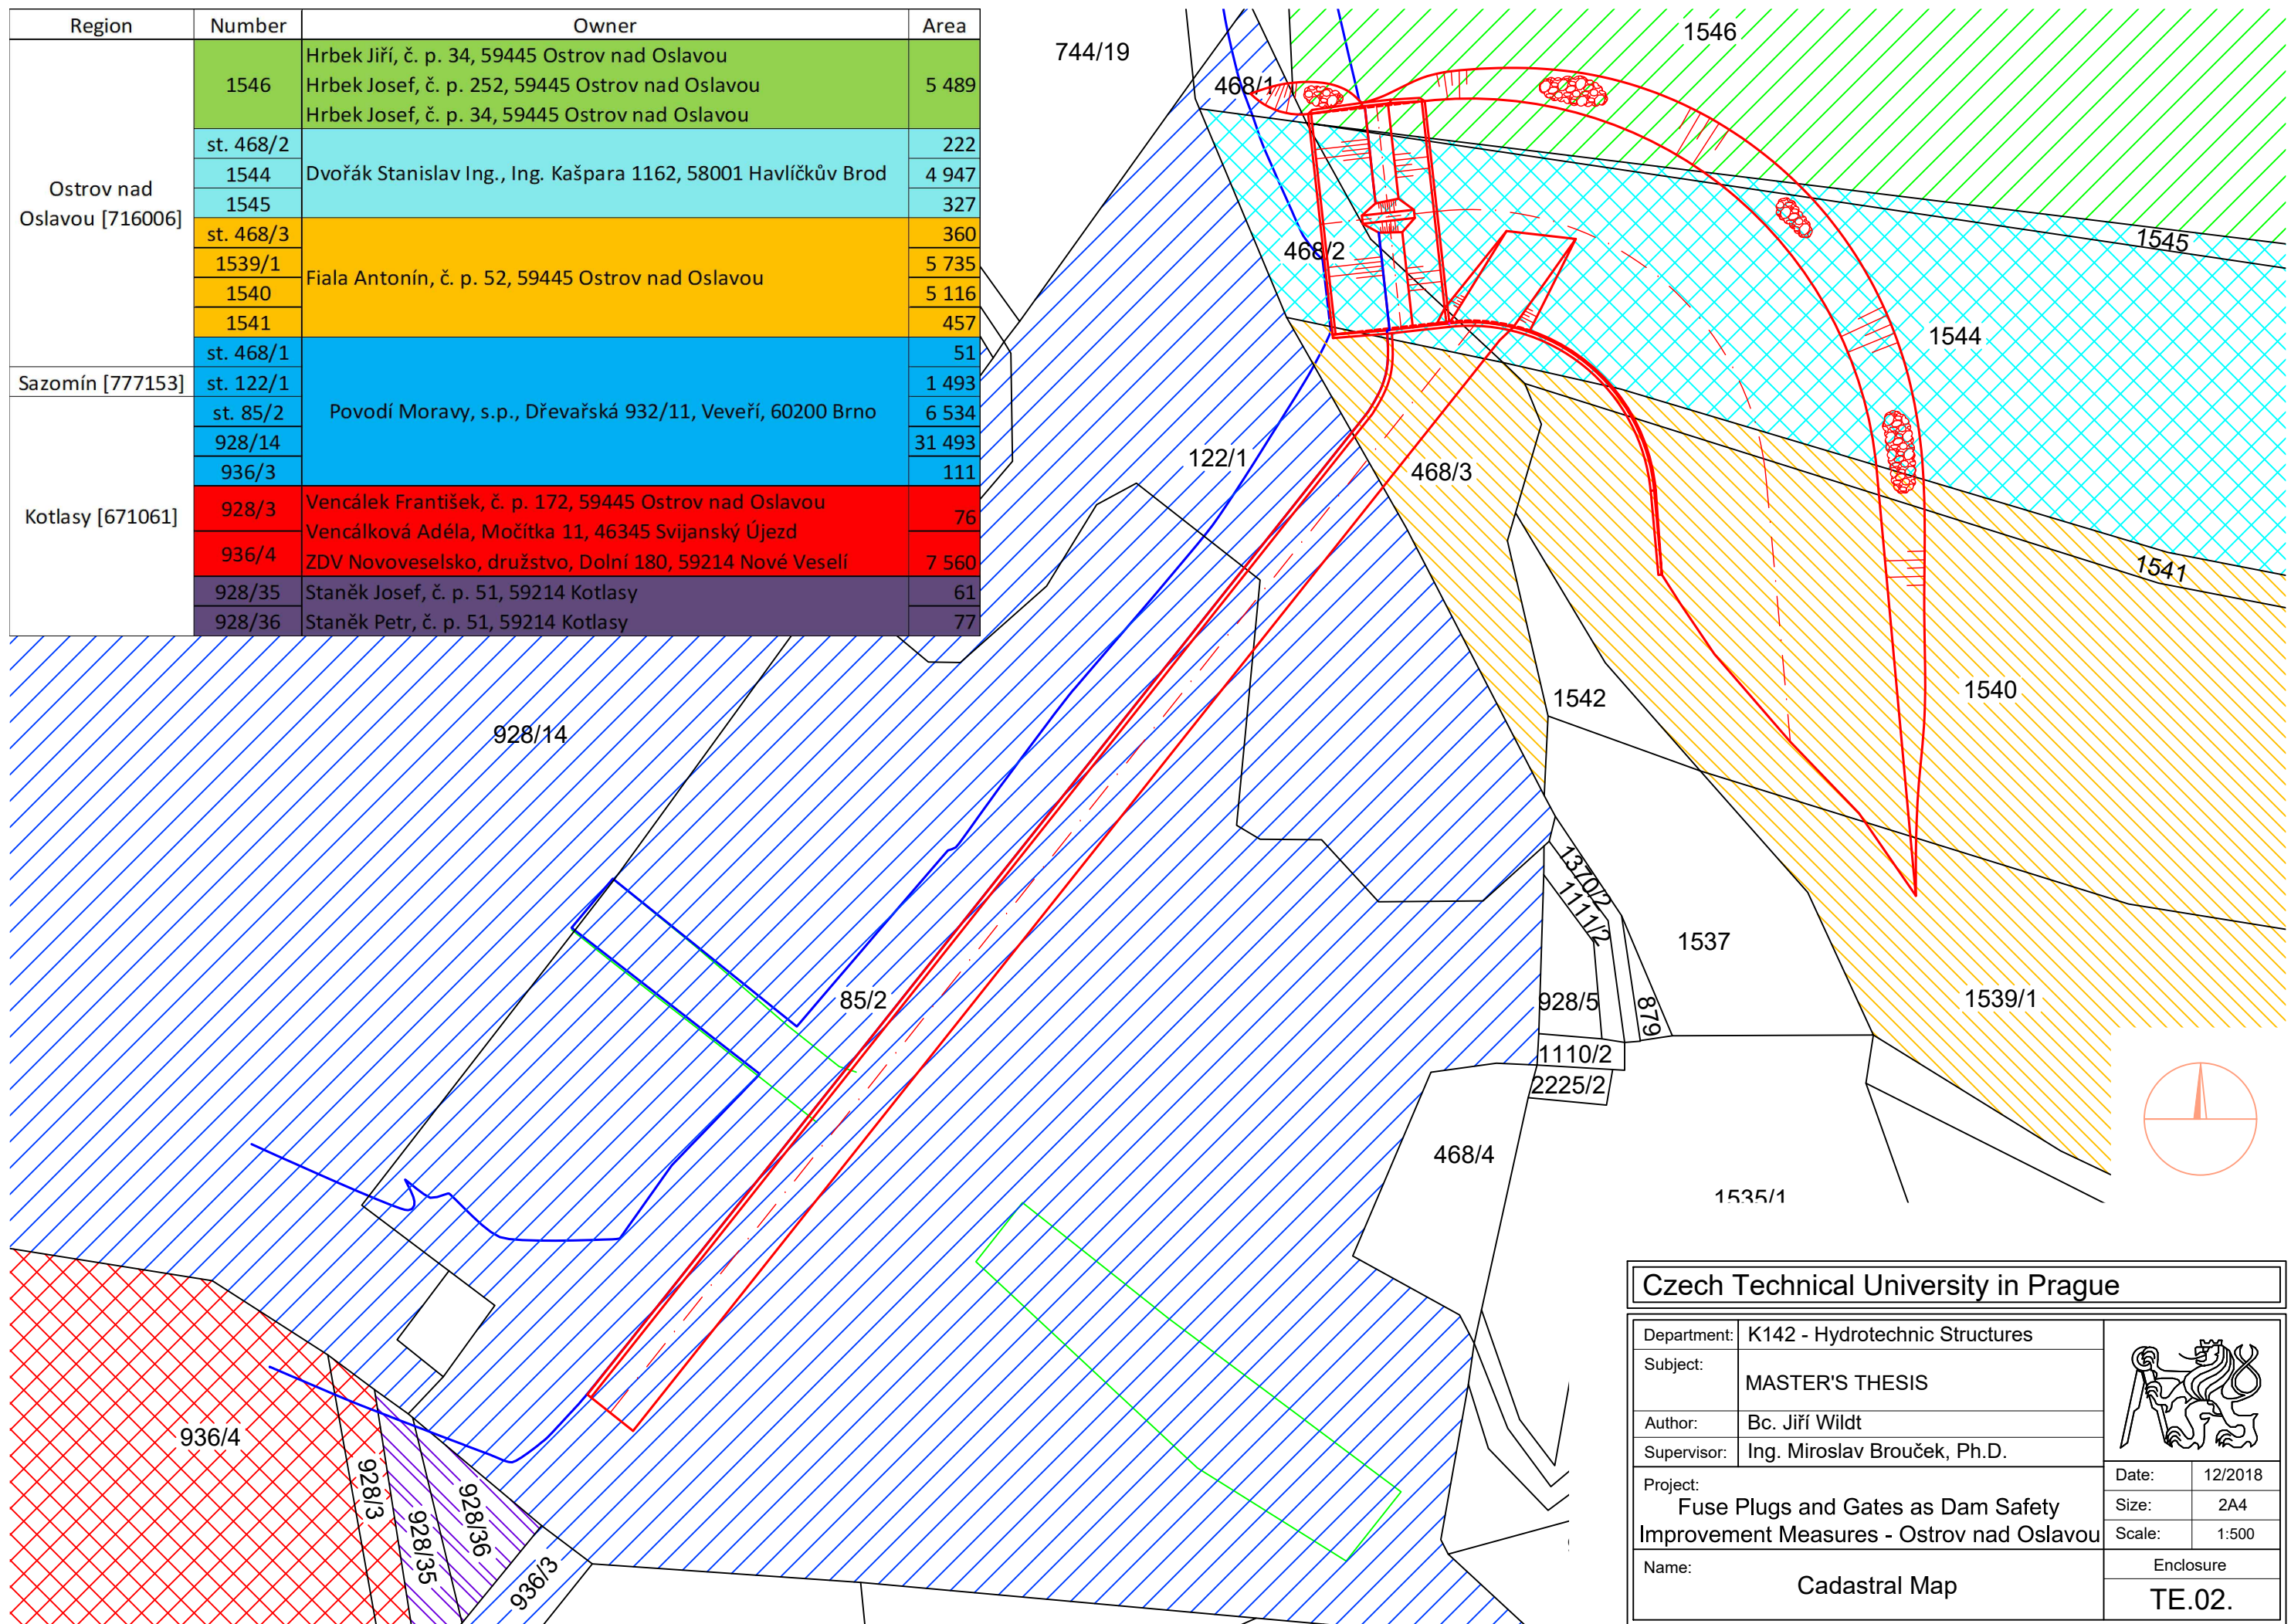 Region Number Owner Area
Ostrov nad Oslavou [716006]
1546
Hrbek Jiří, č. p. 34, 59445 Ostrov nad Oslavou
Hrbek Josef, č. p. 252, 59445 Ostrov nad Oslavou
Hrbek Josef, č. p. 34, 59445 Ostrov nad Oslavou
5 489
st. 468/2 222
1544 Dvořák Stanislav Ing., Ing. Kašpara 1162, 58001 Havlíčkův Brod 4 947
1545 327
st. 468/3 360
1539/1 5 735
Fiala Antonín, č. p. 52, 59445 Ostrov nad Oslavou
1540 5 116
1541 457
st. 468/1 51
Sazomín [777153] st. 122/1 1 493
st. 85/2 Povodí Moravy, s.p., Dřevařská 932/11, Veveří, 60200 Brno 6 534
928/14 31 493
936/3 111
Kotlasy [671061]
928/3 Vencálek František, č. p. 172, 59445 Ostrov nad Oslavou 76
Vencálková Adéla, Močítka 11, 46345 Svijanský Újezd
936/4 ZDV Novoveselsko, družstvo, Dolní 180, 59214 Nové Veselí 7 560
928/35 Staněk Josef, č. p. 51, 59214 Kotlasy 61
928/36 Staněk Petr, č. p. 51, 59214 Kotlasy 77
744/19
1546
468/1
468/2
1545
1544
122/1
468/3
1541
1542
1540
928/14
1370/2
1111/2
1537
85/2
928/5
879
1539/1
1110/2
2225/2
468/4
1535/1
936/4
928/3
928/35
928/36
936/3
Czech Technical University in Prague
Department: K142 - Hydrotechnic Structures
Subject: MASTER'S THESIS
Author: Bc. Jiří Wildt
Supervisor: Ing. Miroslav Brouček, Ph.D.
Project:
Fuse Plugs and Gates as Dam Safety
Improvement Measures - Ostrov nad Oslavou
Date: 12/2018
Size: 2A4
Scale: 1:500
Name: Cadastral Map
Enclosure
TE.02.